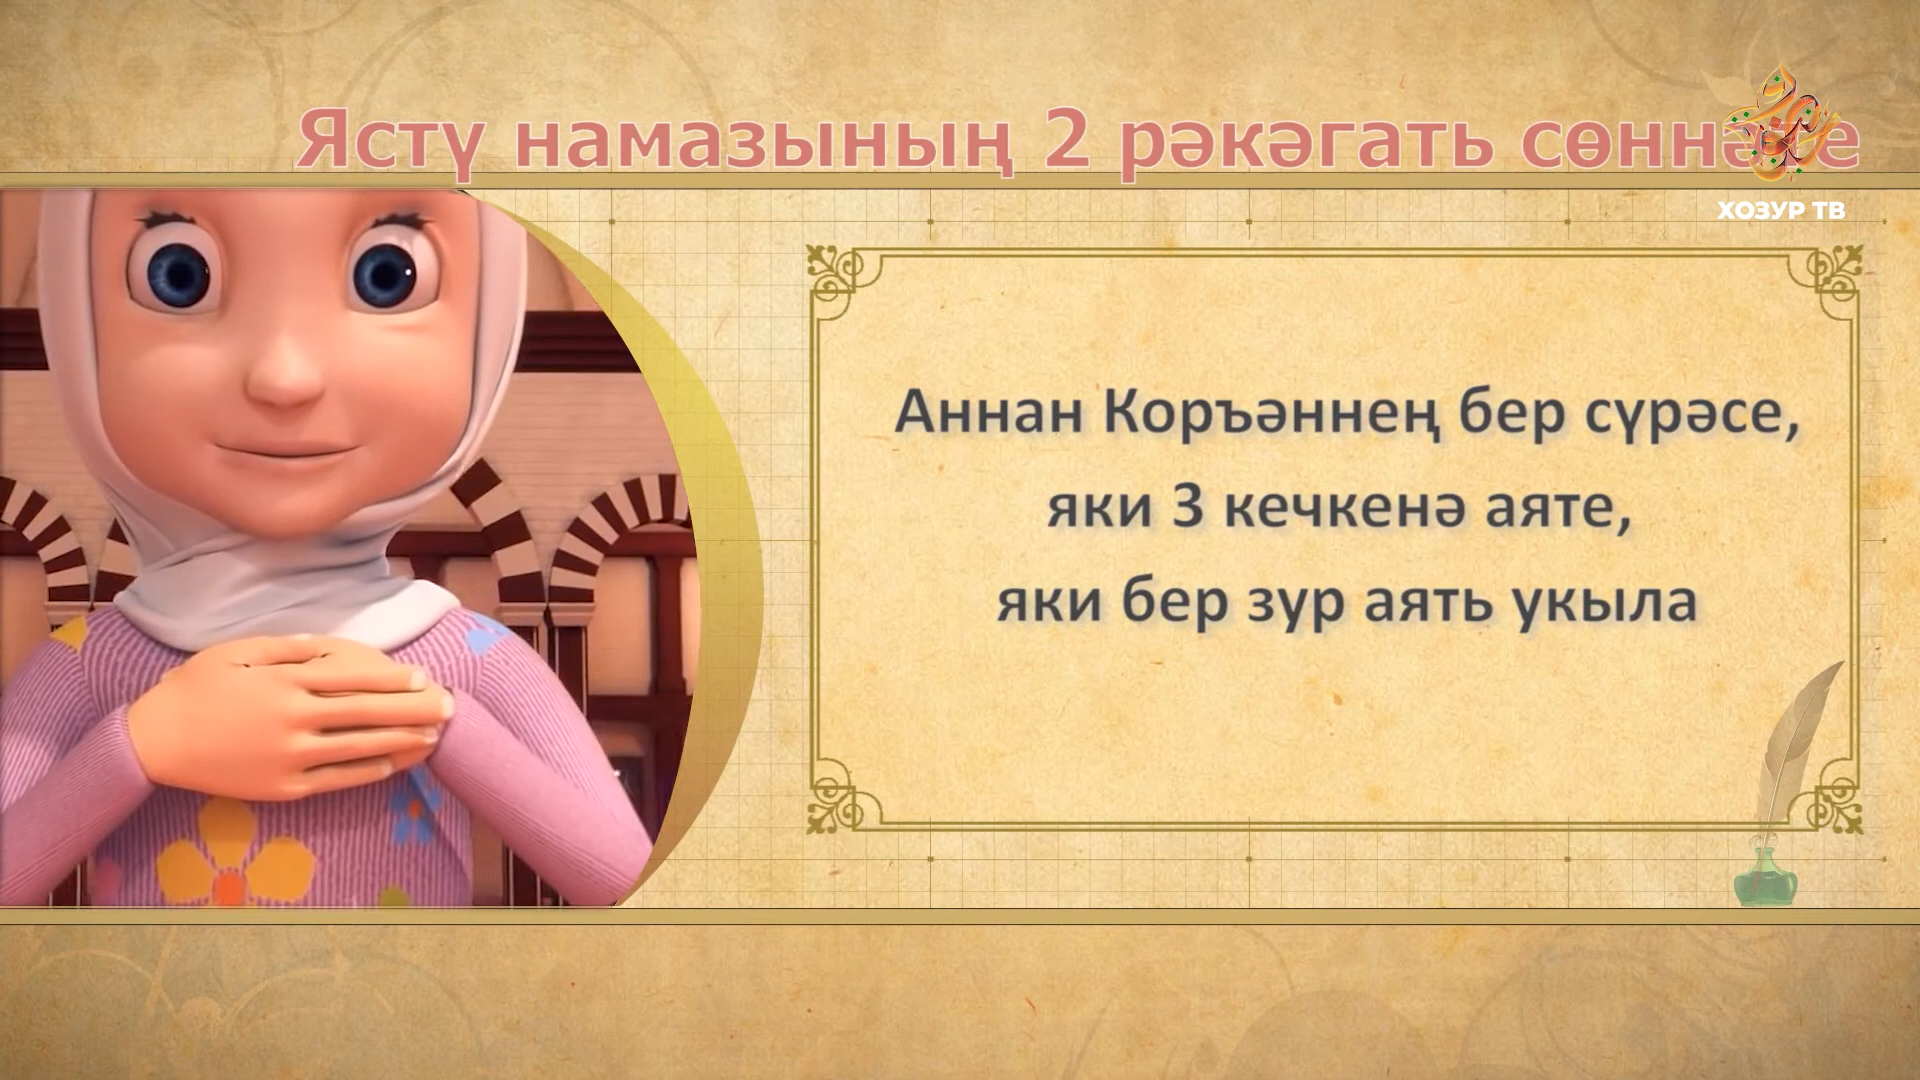 Ястү намазының 2 рәкәгать сөннәте
ХОЗУР ТВ
Аннан Коръәннең бер сүрәсе,
яки 3 кечкенә аяте,
яки бер зур аять укыла